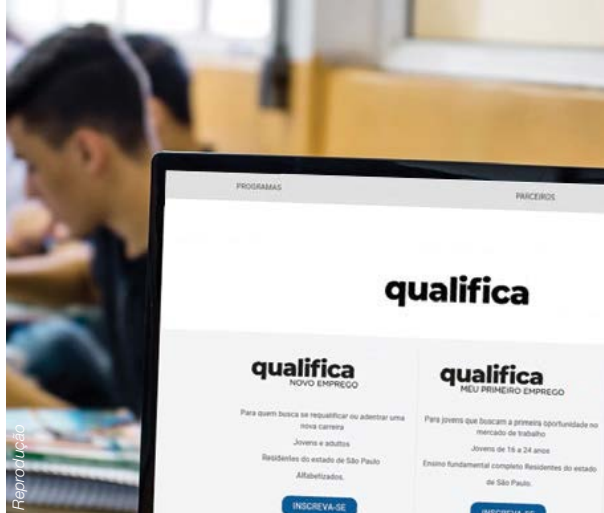 PROGRAMAS
PARCEIROS
qualifica
qualifica
NOVO EMPREGO
Para quem busca se requalificar ou adentrar uma
nova carreira
Jovens e adultos
Residentes do estado de São Paulo
Alfabetizados.
INSCREVA-SE
qualifica
MEU PRIMEIRO EMPREGO
Para jovens que buscam a primeira oportunidade no
mercado de trabalho
Jovens de 16 a 24 anos
Ensino fundamental completo Residentes do estado
de São Paulo.
INSCREVA-SE
Reprodução